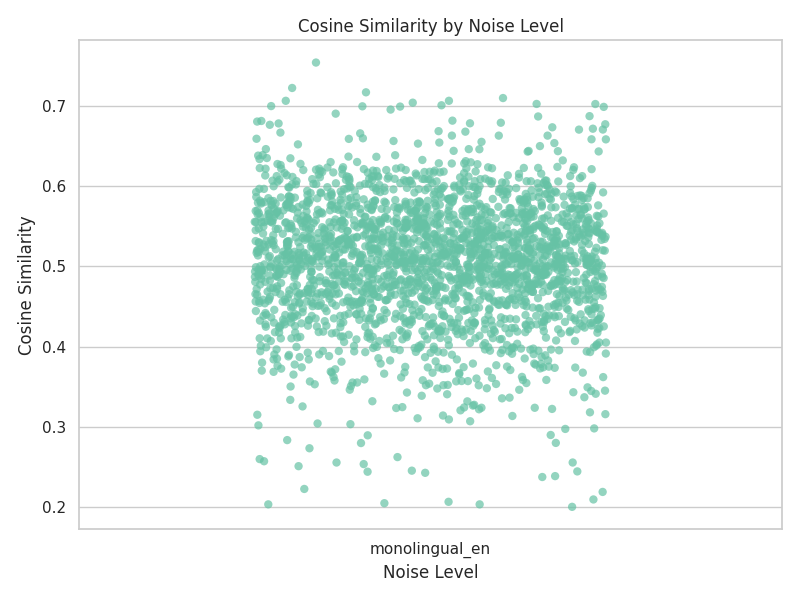 Cosine Similarity by Noise Level
0.7
0.6
0.5
0.4
0.3
0.2
Cosine Similarity
monolingual_en
Noise Level